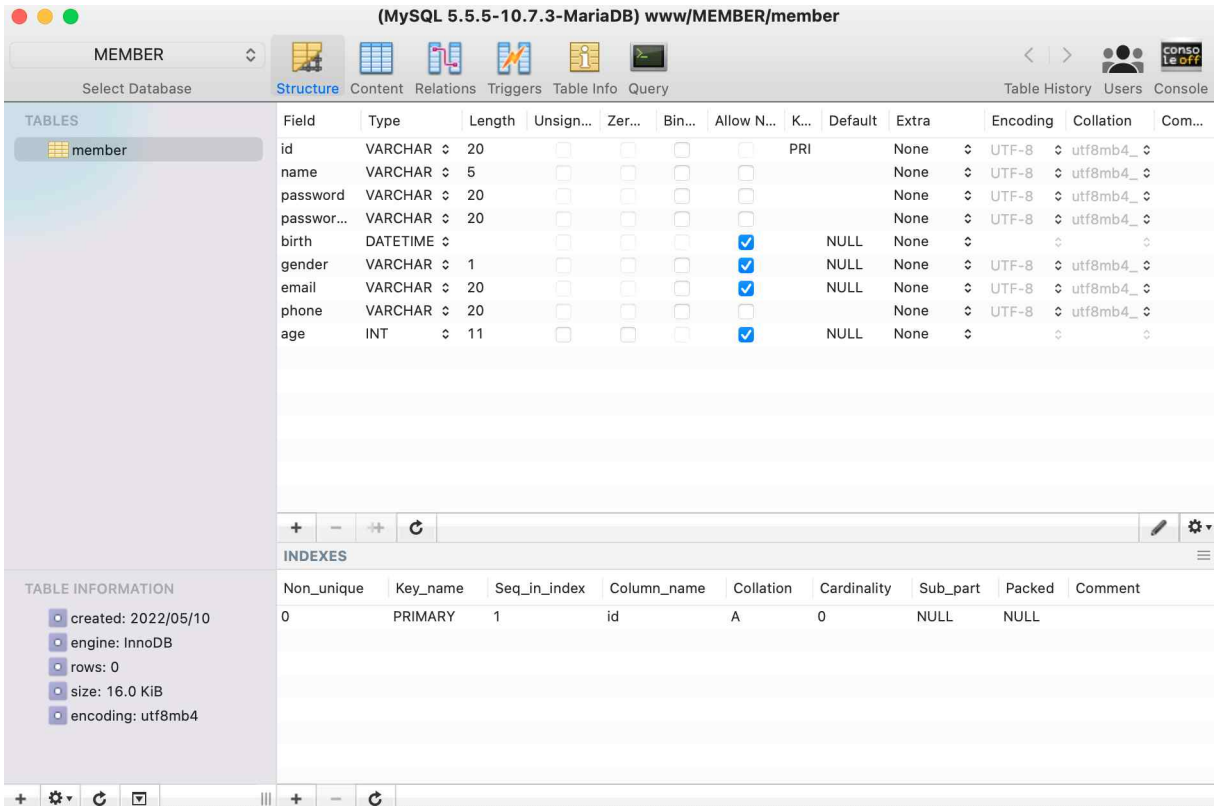 (MySQL 5.5.5-10.7.3-MariaDB) www/MEMBER/member
MEMBER
conso
le off
Select Database
Structure Content Relations Triggers Table Info Query
Table History Users Console
TABLES
member
Field Type Length Unsign... Zer... Bin... Allow N... K... Default Extra Encoding Collation Com...
id VARCHAR 20 PRI None UTF-8 utf8mb4_
name VARCHAR 5 None UTF-8 utf8mb4_
password VARCHAR 20 None UTF-8 utf8mb4_
passwor... VARCHAR 20 None UTF-8 utf8mb4_
birth DATETIME NULL None
gender VARCHAR 1 NULL None UTF-8 utf8mb4_
email VARCHAR 20 NULL None UTF-8 utf8mb4_
phone VARCHAR 20 None UTF-8 utf8mb4_
age INT 11 NULL None
INDEXES
Non_unique Key_name Seq_in_index Column_name Collation Cardinality Sub_part Packed Comment
0 PRIMARY 1 id A 0 NULL NULL
TABLE INFORMATION
created: 2022/05/10
engine: InnoDB
rows: 0
size: 16.0 KiB
encoding: utf8mb4